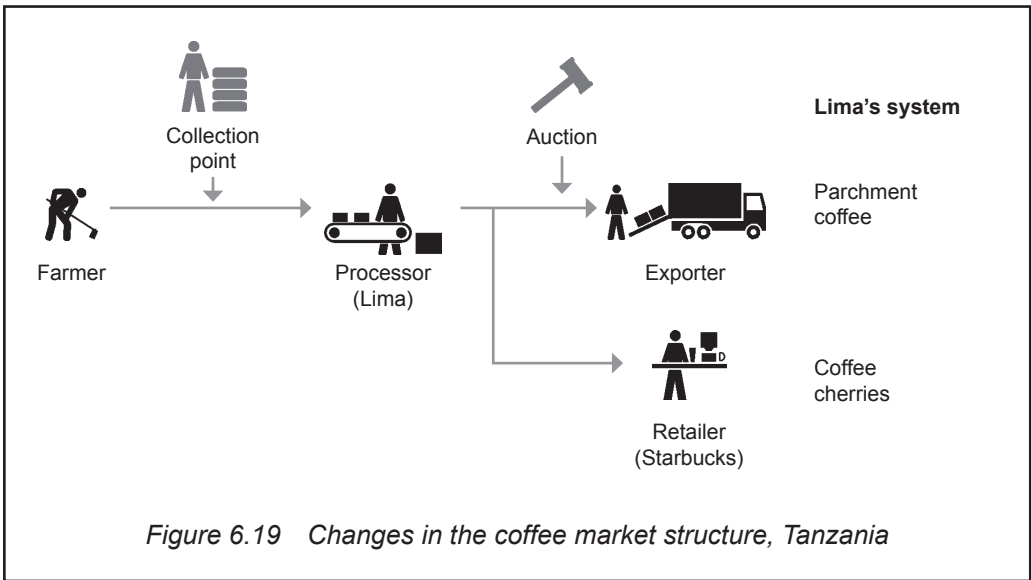 Collection
point
Auction
Lima's system
Parchment
coffee
Farmer
Processor
(Lima)
Exporter
Coffee
cherries
Retailer
(Starbucks)
Figure 6.19 Changes in the coffee market structure, Tanzania